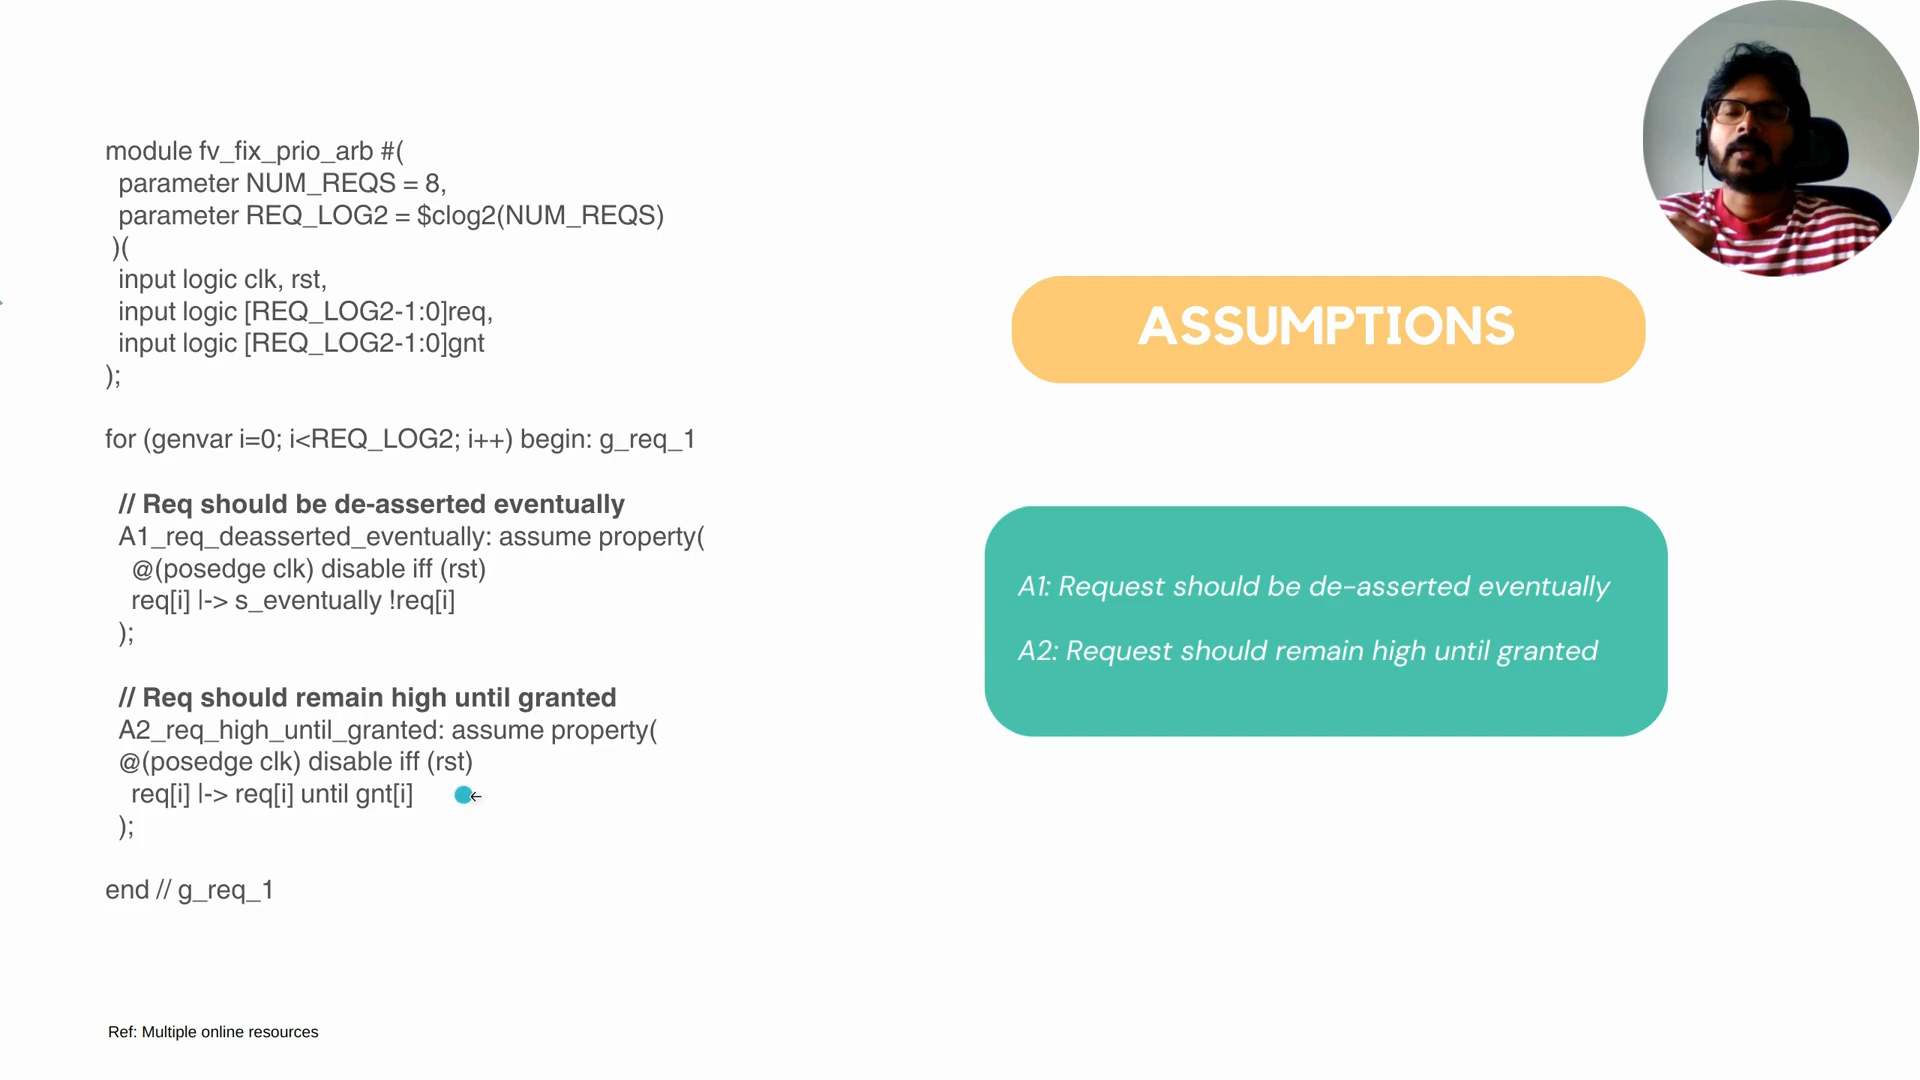 module fv_fix_prio_arb #(
parameter NUM_REQS = 8,
parameter REQ_LOG2 = $clog2(NUM_REQS)
)(
input logic clk, rst,
input logic [REQ_LOG2-1:0]req,
input logic [REQ_LOG2-1:0]gnt
);
for (genvar i=0; i<REQ_LOG2; i++) begin: g_req_1
// Req should be de-asserted eventually
A1_req_deasserted_eventually: assume property(
@(posedge clk) disable iff (rst)
req[i] |-> s_eventually !req[i]
);
// Req should remain high until granted
A2_req_high_until_granted: assume property(
@(posedge clk) disable iff (rst)
req[i] |-> req[i] until gnt[i]
);
end // g_req_1
Ref: Multiple online resources
ASSUMPTIONS
A1: Request should be de-asserted eventually
A2: Request should remain high until granted